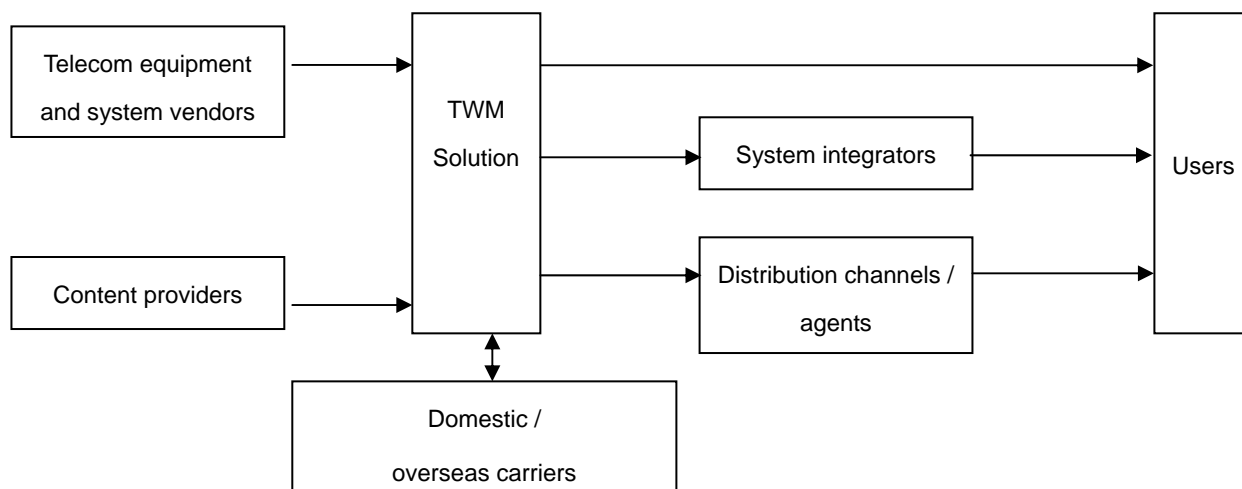 Telecom equipment
and system vendors
TWM
Solution
System integrators
Users
Content providers
Distribution channels /
agents
Domestic /
overseas carriers